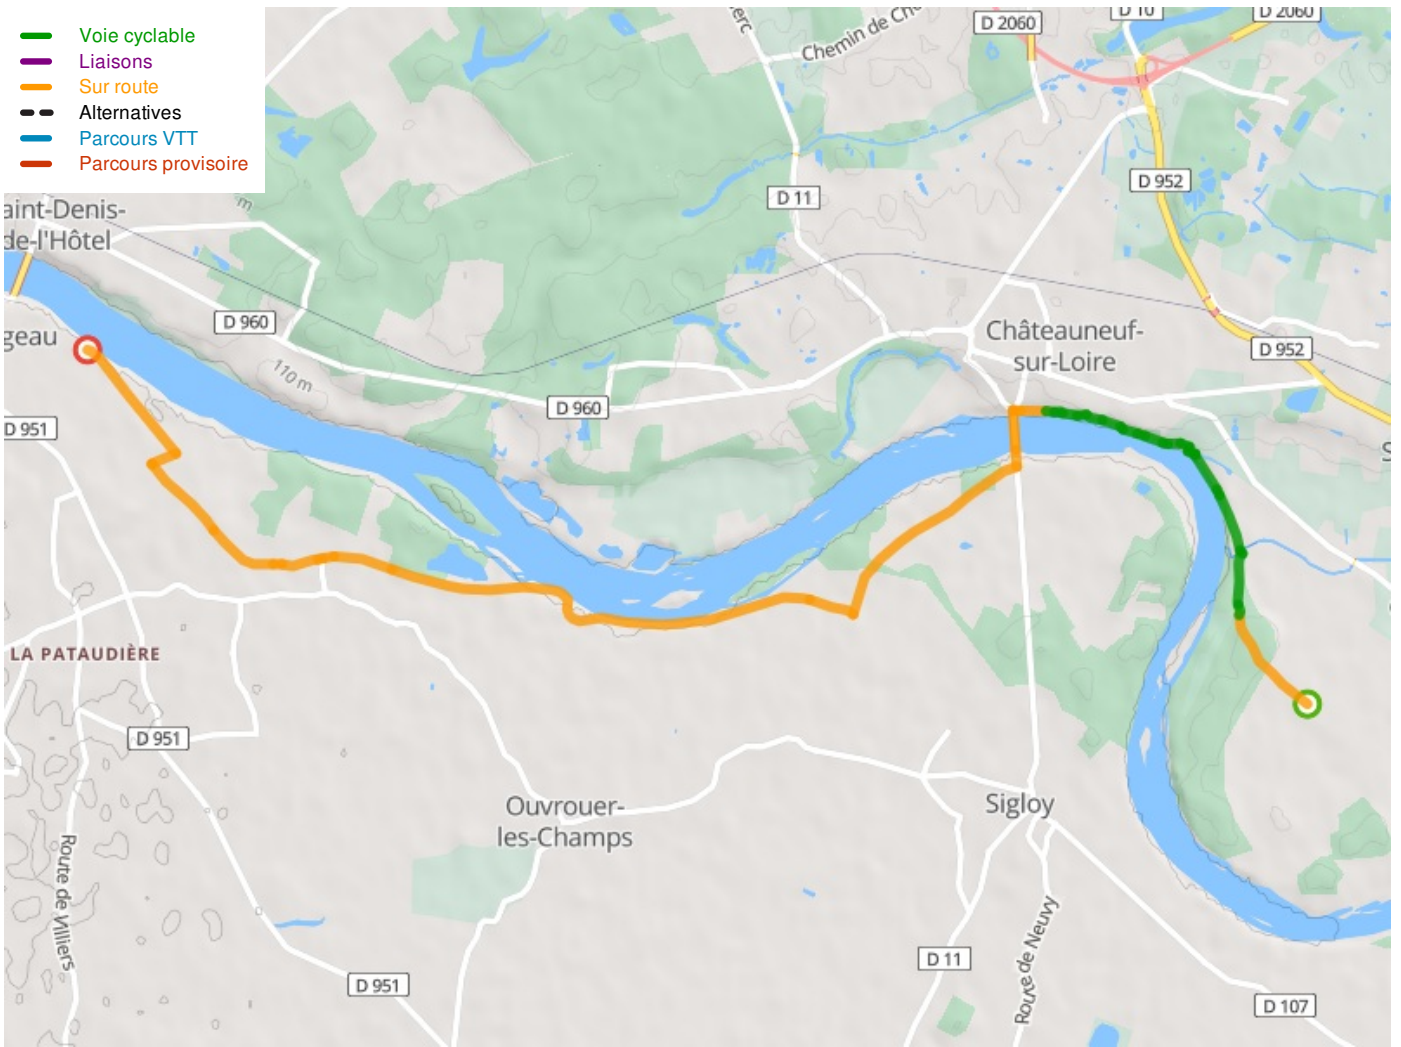 Voie cyclable
Liaisons
Sur route
Alternatives
Parcours VTT
Parcours provisoire
D 2060
D 10
D 2060
Chemin de Che
erc
D 952
D 11
m
aint-Denis-
de-l'Hôtel
D 960
geau
110 m
Châteauneuf-
sur-Loire
D 952
D 960
D 951
S
LA PATAUDIÈRE
D 951
Ouvrouer-
les-Champs
Sigloy
Route de Villiers
Route de Neuvy
D 11
D 951
D 107